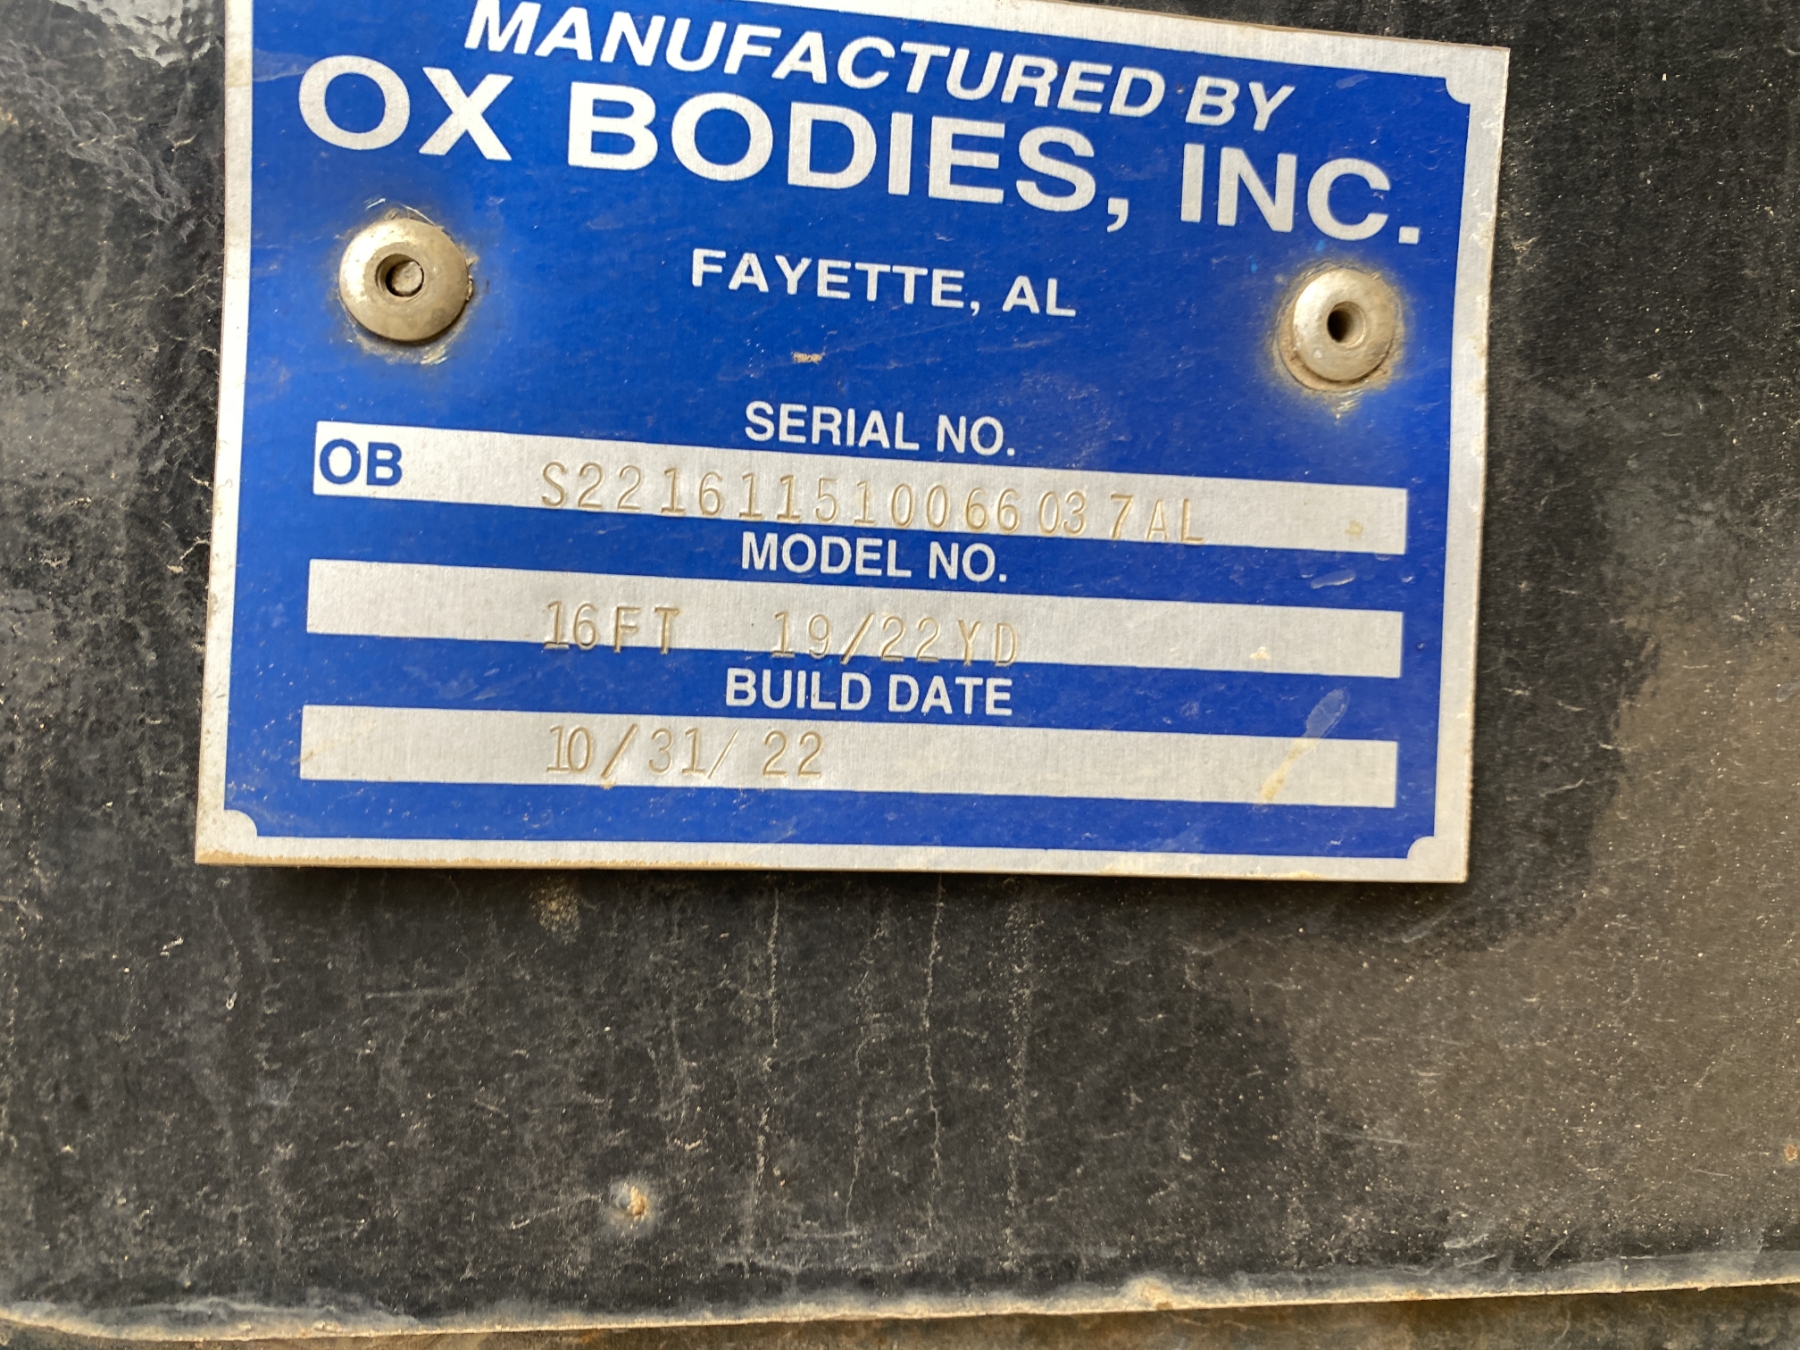 MANUFACTURED BY
OX BODIES, INC.
FAYETTE, AL
SERIAL NO.
OB S22161151006603 7AL
MODEL NO.
16FT 19/22YD
BUILD DATE
10/31/22